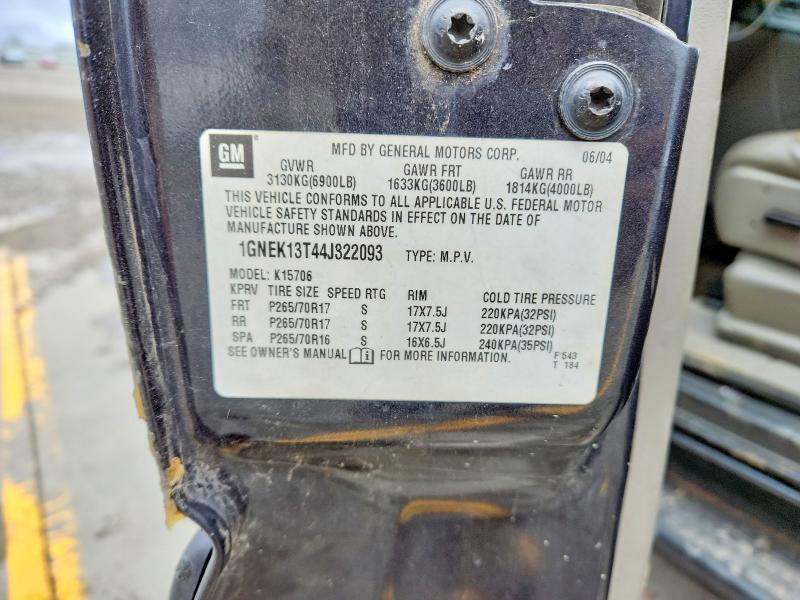 GM
MFD BY GENERAL MOTORS CORP. 06/04
GVWR GAWR FRT GAWR RR
3130KG(6900LB) 1633KG(3600LB) 1814KG(4000LB)
THIS VEHICLE CONFORMS TO ALL APPLICABLE U.S. FEDERAL MOTOR
VEHICLE SAFETY STANDARDS IN EFFECT ON THE DATE OF
MANUFACTURE SHOWN ABOVE.
1GNEK13T44J322093 TYPE: M.P.V.
MODEL: K15706
KPRV TIRE SIZE SPEED RTG RIM COLD TIRE PRESSURE
FRT P265/70R17 S 17X7.5J 220KPA(32PSI)
RR P265/70R17 S 17X7.5J 220KPA(32PSI)
SPA P265/70R16 S 16X6.5J 240KPA(35PSI)
SEE OWNER'S MANUAL FOR MORE INFORMATION. F 543
T 184